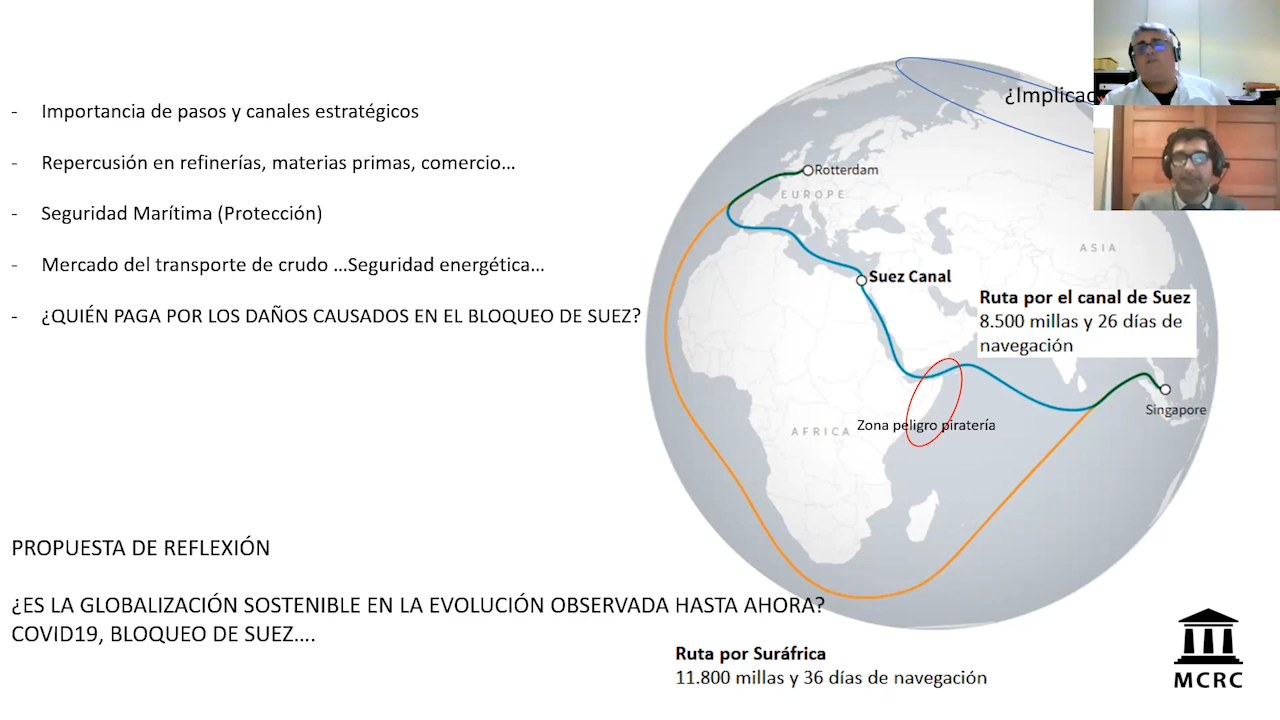 - Importancia de pasos y canales estratégicos
- Repercusión en refinerías, materias primas, comercio…
- Seguridad Marítima (Protección)
- Mercado del transporte de crudo …Seguridad energética…
- ¿QUIÉN PAGA POR LOS DAÑOS CAUSADOS EN EL BLOQUEO DE SUEZ?
PROPUESTA DE REFLEXIÓN
¿ES LA GLOBALIZACIÓN SOSTENIBLE EN LA EVOLUCIÓN OBSERVADA HASTA AHORA?
COVID19, BLOQUEO DE SUEZ….
Rotterdam
EUROPE
ASIA
Suez Canal
Ruta por el canal de Suez
8.500 millas y 26 días de
navegación
Singapore
AFRICA
Zona peligro piratería
Ruta por Suráfrica
11.800 millas y 36 días de navegación
MCRC